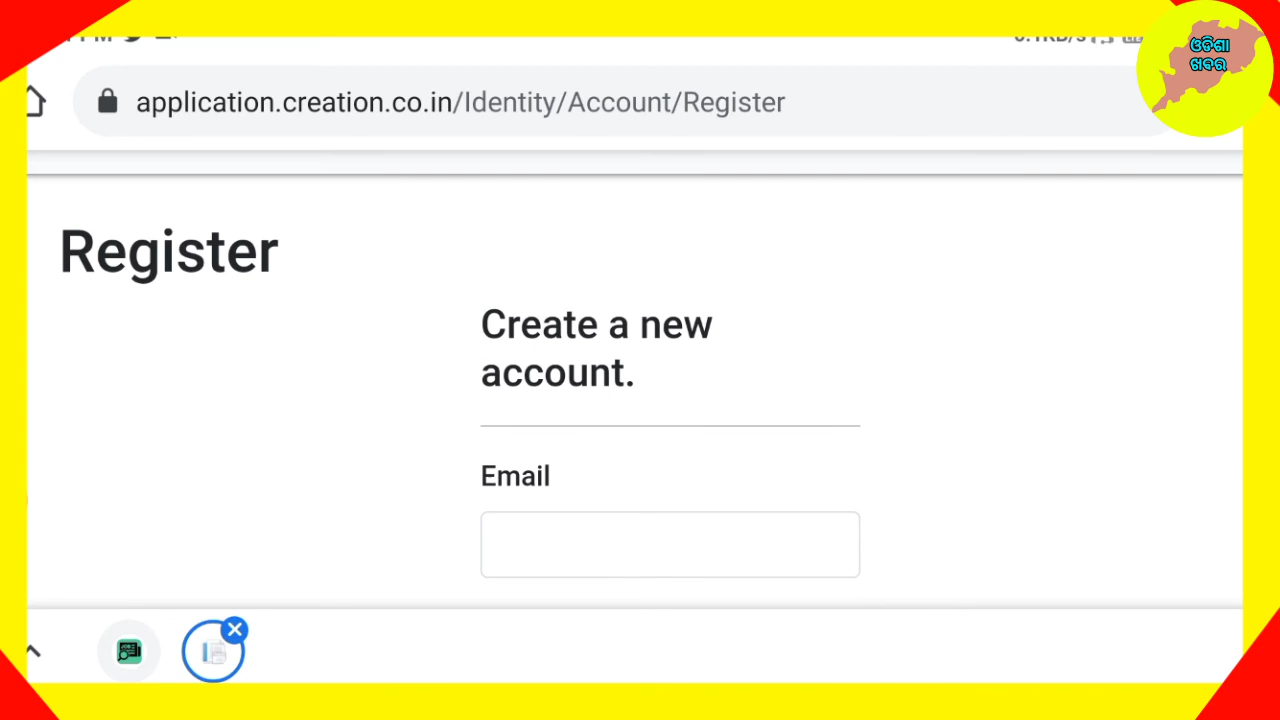 ଓଡିଶା
ଖବର
application.creation.co.in/Identity/Account/Register
Register
Create a new
account.
Email